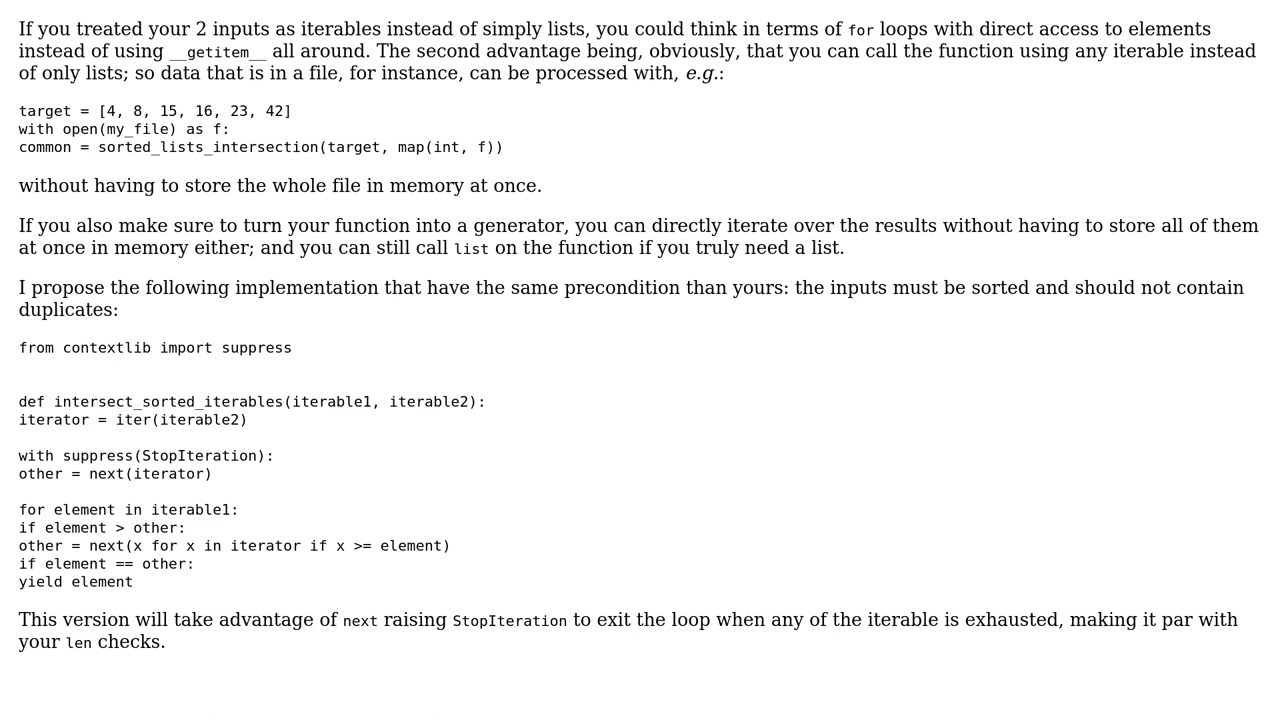 If you treated your 2 inputs as iterables instead of simply lists, you could think in terms of for loops with direct access to elements
instead of using __getitem__ all around. The second advantage being, obviously, that you can call the function using any iterable instead
of only lists; so data that is in a file, for instance, can be processed with, e.g.:
target = [4, 8, 15, 16, 23, 42]
with open(my_file) as f:
common = sorted_lists_intersection(target, map(int, f))
without having to store the whole file in memory at once.
If you also make sure to turn your function into a generator, you can directly iterate over the results without having to store all of them
at once in memory either; and you can still call list on the function if you truly need a list.
I propose the following implementation that have the same precondition than yours: the inputs must be sorted and should not contain
duplicates:
from contextlib import suppress
def intersect_sorted_iterables(iterable1, iterable2):
iterator = iter(iterable2)
with suppress(StopIteration):
other = next(iterator)
for element in iterable1:
if element > other:
other = next(x for x in iterator if x >= element)
if element == other:
yield element
This version will take advantage of next raising StopIteration to exit the loop when any of the iterable is exhausted, making it par with
your len checks.